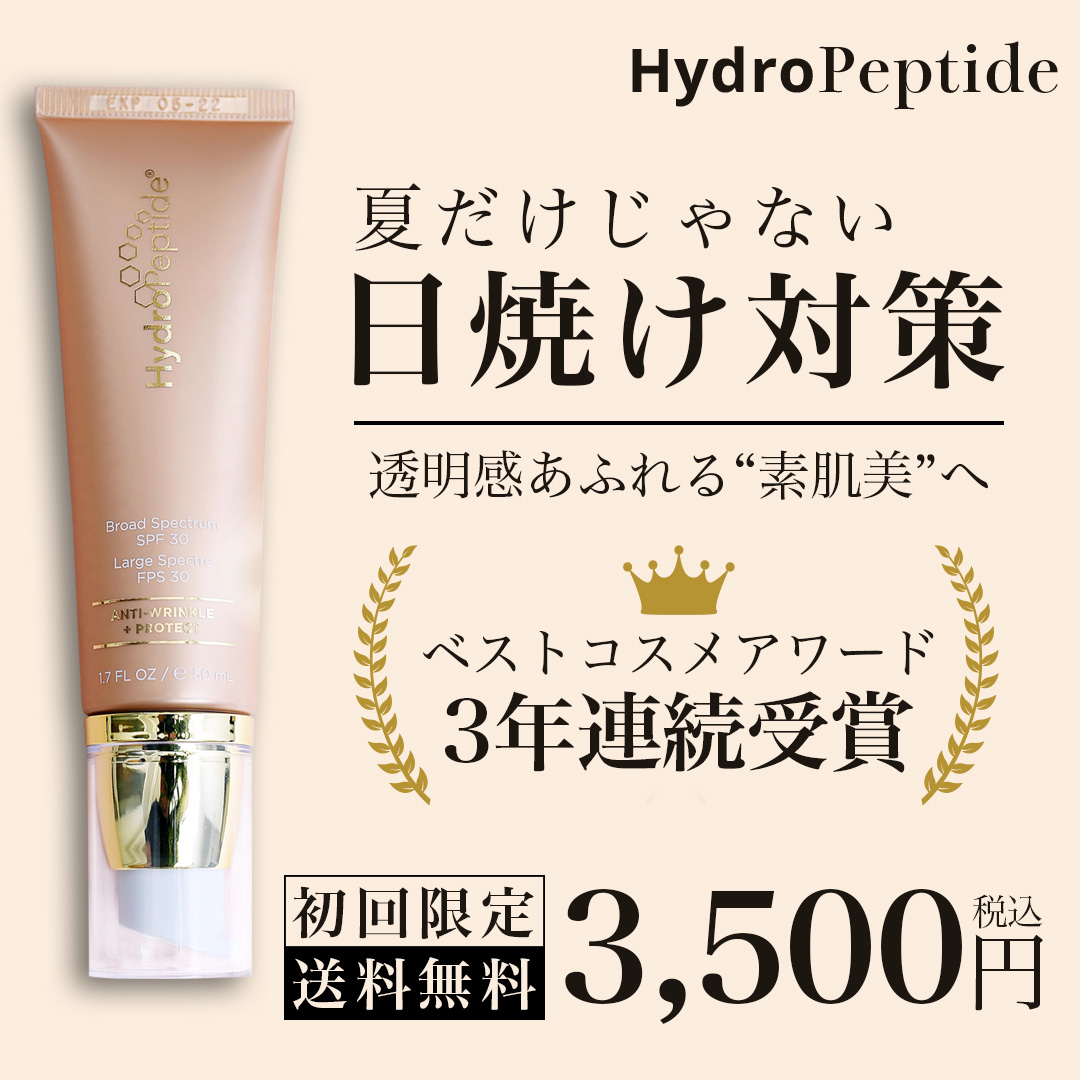 HydroPeptide
夏だけじゃない
日焼け対策
透明感あふれる“素肌美”へ
ベストコスメアワード
3年連続受賞
初回限定
送料無料
3,500円
税込
EXP 05-22
HydroPeptide®
Broad Spectrum
SPF 30
Large Spectre
FPS 30
ANTI-WRINKLE
+ PROTECT
1.7 FL OZ / ℮ 50 mL